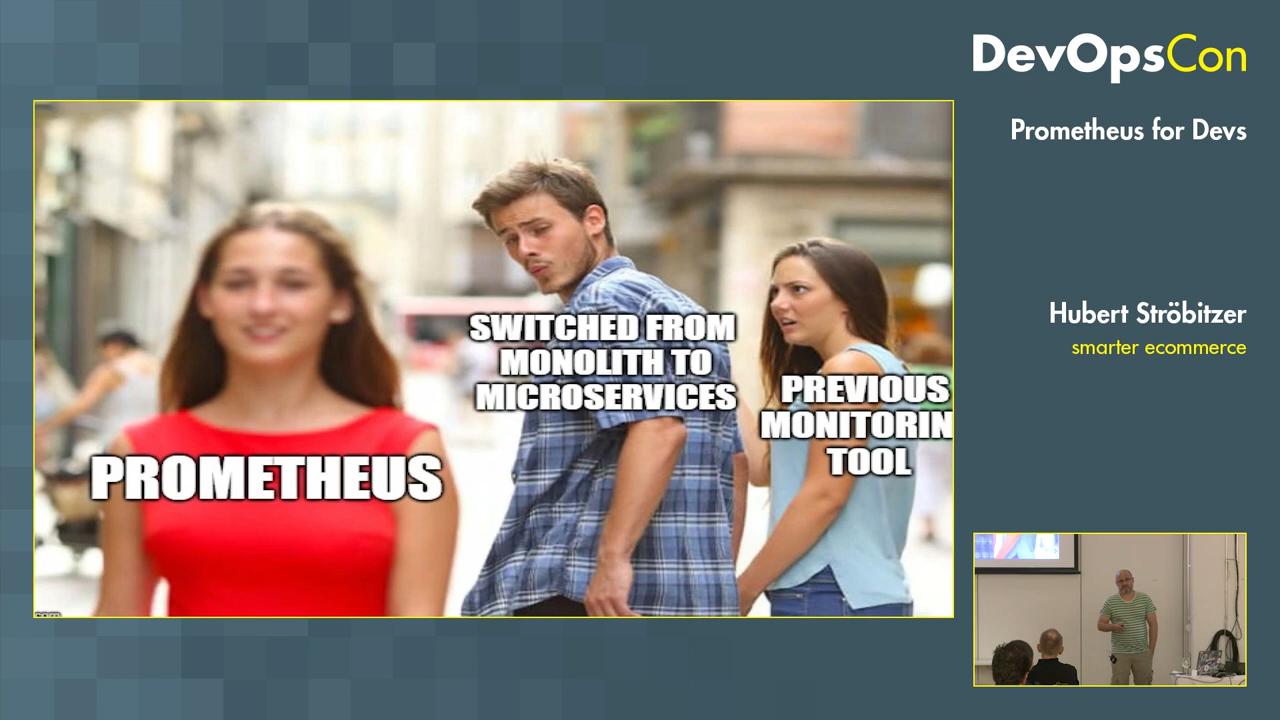 DevOpsCon
Prometheus for Devs
Hubert Ströbitzer
smarter ecommerce
SWITCHED FROM
MONOLITH TO
MICROSERVICES
PREVIOUS
MONITORIN
TOOL
PROMETHEUS